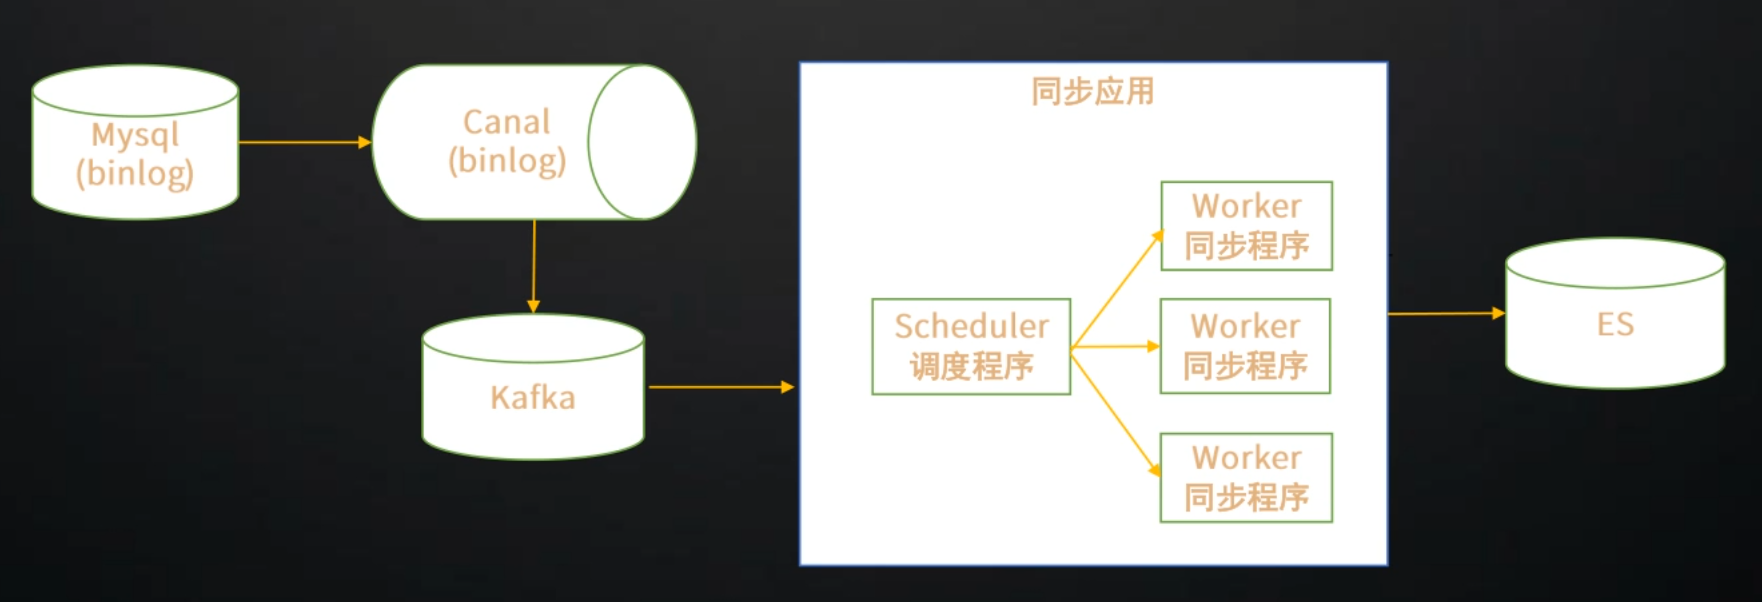 Mysql
(binlog)
Canal
(binlog)
Kafka
同步应用
Scheduler
调度程序
Worker
同步程序
Worker
同步程序
Worker
同步程序
ES